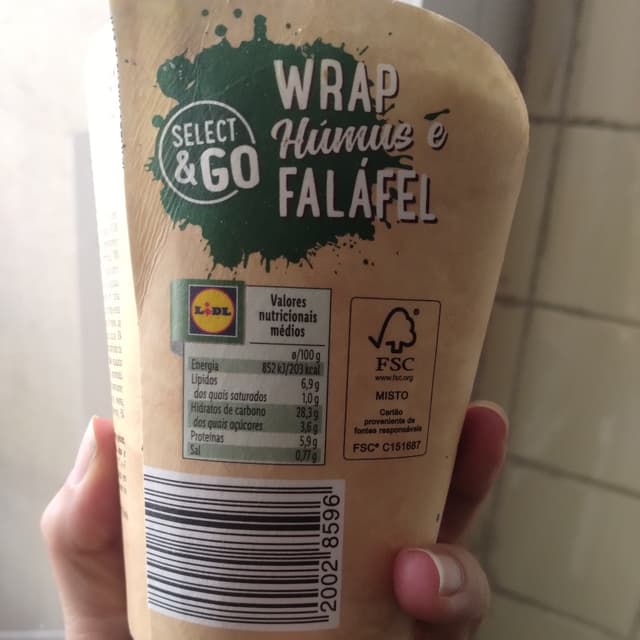 SELECT
&GO
WRAP
Húmus e
FALÁFEL
LIDL
Valores
nutricionais
médios
ø/100 g
Energia 852 kJ/203 kcal
Lípidos 6,9 g
dos quais saturados 1,0 g
Hidratos de carbono 28,3 g
dos quais açúcares 3,6 g
Proteínas 5,9 g
Sal 0,77 g
FSC
www.fsc.org
MISTO
Cartão
proveniente de
fontes responsáveis
FSC® C151687
2002 8596